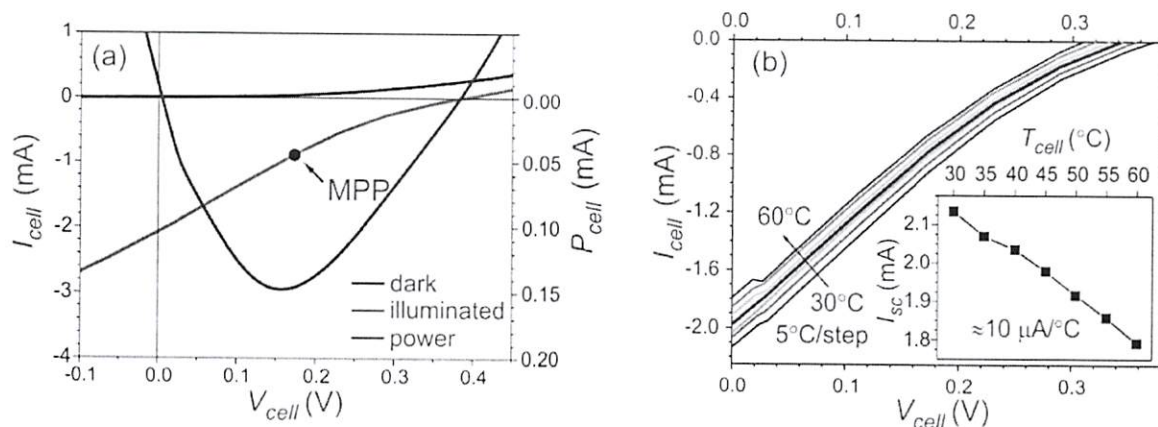 (a)
1
0
-1
-2
-3
-4
I_cell (mA)
0.00
0.05
0.10
0.15
0.20
P_cell (mA)
MPP
dark
illuminated
power
-0.1 0.0 0.1 0.2 0.3 0.4
V_cell (V)
(b)
0.0 0.1 0.2 0.3
0.0
-0.4
-0.8
-1.2
-1.6
-2.0
I_cell (mA)
60°C
30°C
5°C/step
T_cell (°C)
30 35 40 45 50 55 60
2.1
2.0
1.9
1.8
I_sc (mA)
≈10 μA/°C
0.0 0.1 0.2 0.3
V_cell (V)